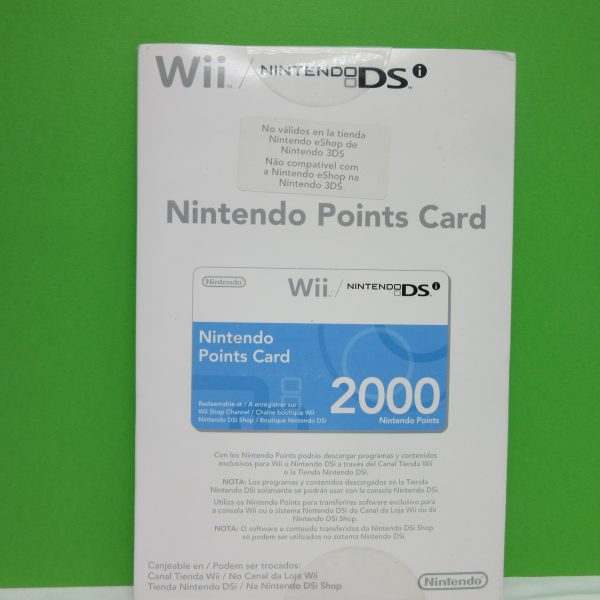 Wii™ / NINTENDO DSi™
No válidos en la tienda
Nintendo eShop de
Nintendo 3DS
Não compatível com
a Nintendo eShop na
Nintendo 3DS
Nintendo Points Card
Nintendo
Wii™ / NINTENDO DSi
Nintendo
Points Card
Redeemable at / A enregistrer sur :
Wii Shop Channel / Chaîne boutique Wii
Nintendo DSi Shop / Boutique Nintendo DSi
2000
Nintendo Points
Con los Nintendo Points podrás descargar programas y contenidos
exclusivos para Wii o Nintendo DSi a través del Canal Tienda Wii
o la Tienda Nintendo DSi.
NOTA: Los programas y contenidos descargados en la Tienda
Nintendo DSi solamente se podrán usar con la consola Nintendo DSi.
Utiliza os Nintendo Points para transferires software exclusivo para
a consola Wii ou o sistema Nintendo DSi do Canal da Loja Wii ou da
Nintendo DSi Shop.
NOTA: O software e conteúdo transferidos da Nintendo DSi Shop
só podem ser utilizados no sistema Nintendo DSi.
Canjeable en / Podem ser trocados:
Canal Tienda Wii / No Canal da Loja Wii
Tienda Nintendo DSi / Na Nintendo DSi Shop
Nintendo